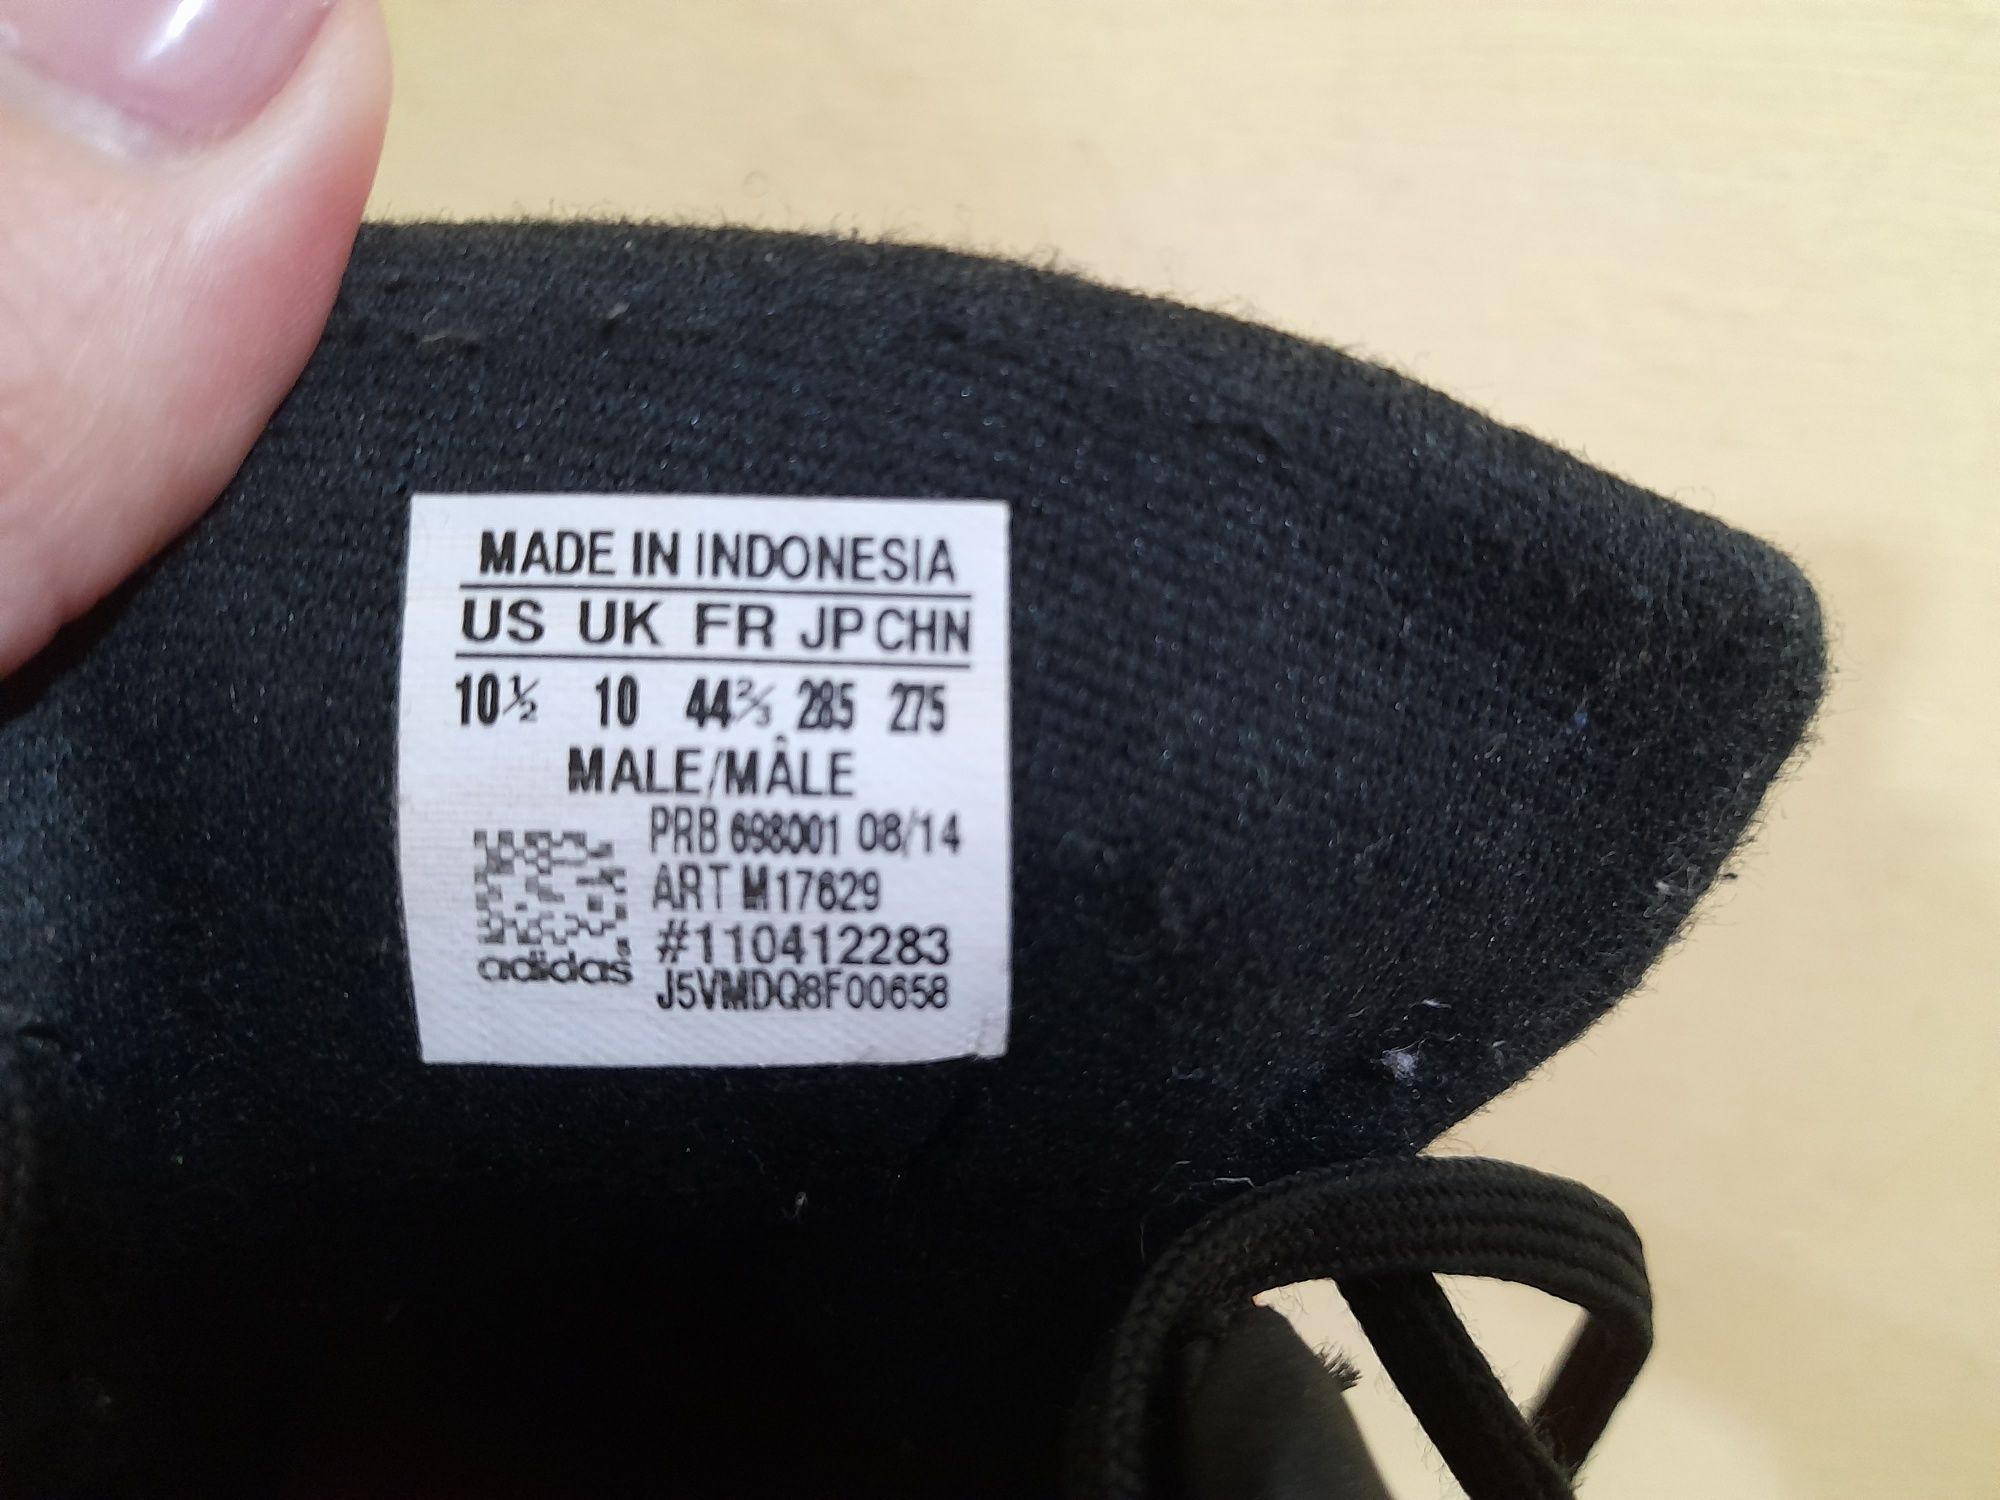 MADE IN INDONESIA
US UK FR JP CHN
10½ 10 44⅔ 285 275
MALE/MÂLE
PRB 698001 08/14
ART M17629
#110412283
adidas
J5VMDQ8F00658